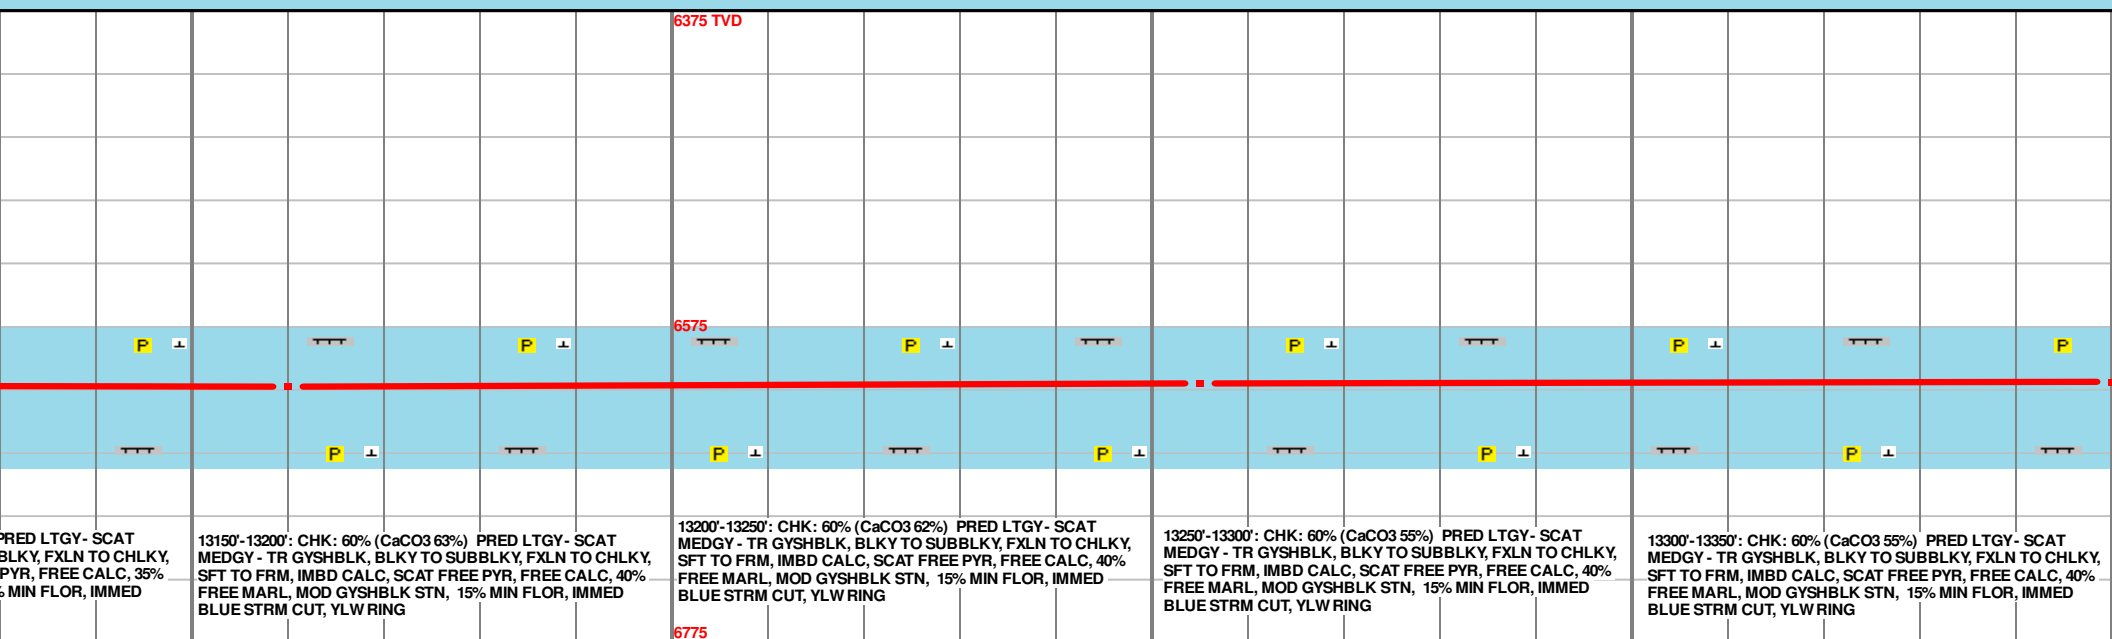 6375 TVD
6575
P
P
P
P
P
P
P
P
P
P
PRED LTGY- SCAT
BLKY, FXLN TO CHLKY,
PYR, FREE CALC, 35%
% MIN FLOR, IMMED
13150'-13200': CHK: 60% (CaCO3 63%) PRED LTGY- SCAT
MEDGY - TR GYSHBLK, BLKY TO SUBBLKY, FXLN TO CHLKY,
SFT TO FRM, IMBD CALC, SCAT FREE PYR, FREE CALC, 40%
FREE MARL, MOD GYSHBLK STN, 15% MIN FLOR, IMMED
BLUE STRM CUT, YLW RING
13200'-13250': CHK: 60% (CaCO3 62%) PRED LTGY- SCAT
MEDGY - TR GYSHBLK, BLKY TO SUBBLKY, FXLN TO CHLKY,
SFT TO FRM, IMBD CALC, SCAT FREE PYR, FREE CALC, 40%
FREE MARL, MOD GYSHBLK STN, 15% MIN FLOR, IMMED
BLUE STRM CUT, YLW RING
13250'-13300': CHK: 60% (CaCO3 55%) PRED LTGY- SCAT
MEDGY - TR GYSHBLK, BLKY TO SUBBLKY, FXLN TO CHLKY,
SFT TO FRM, IMBD CALC, SCAT FREE PYR, FREE CALC, 40%
FREE MARL, MOD GYSHBLK STN, 15% MIN FLOR, IMMED
BLUE STRM CUT, YLW RING
13300'-13350': CHK: 60% (CaCO3 55%) PRED LTGY- SCAT
MEDGY - TR GYSHBLK, BLKY TO SUBBLKY, FXLN TO CHLKY,
SFT TO FRM, IMBD CALC, SCAT FREE PYR, FREE CALC, 40%
FREE MARL, MOD GYSHBLK STN, 15% MIN FLOR, IMMED
BLUE STRM CUT, YLW RING
6775